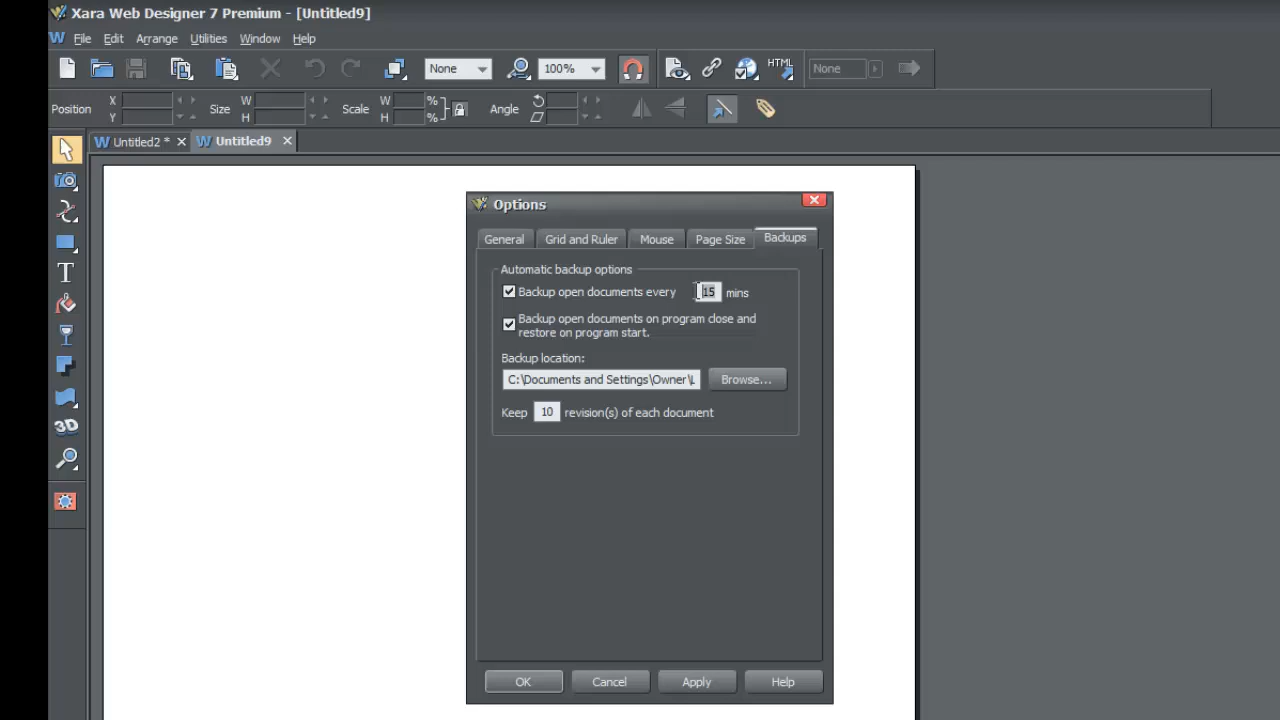 Xara Web Designer 7 Premium - [Untitled9]
File Edit Arrange Utilities Window Help
None 100% HTML None
Position X Y Size W H Scale W H % % Angle
Untitled2 * Untitled9
Options
General Grid and Ruler Mouse Page Size Backups
Automatic backup options
Backup open documents every 15 mins
Backup open documents on program close and
restore on program start.
Backup location:
C:\Documents and Settings\Owner\L Browse...
Keep 10 revision(s) of each document
T
3D
OK Cancel Apply Help